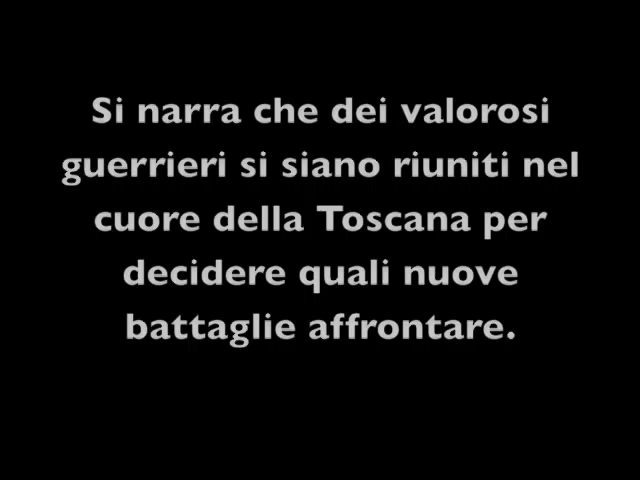 Si narra che dei valorosi
guerrieri si siano riuniti nel
cuore della Toscana per
decidere quali nuove
battaglie affrontare.